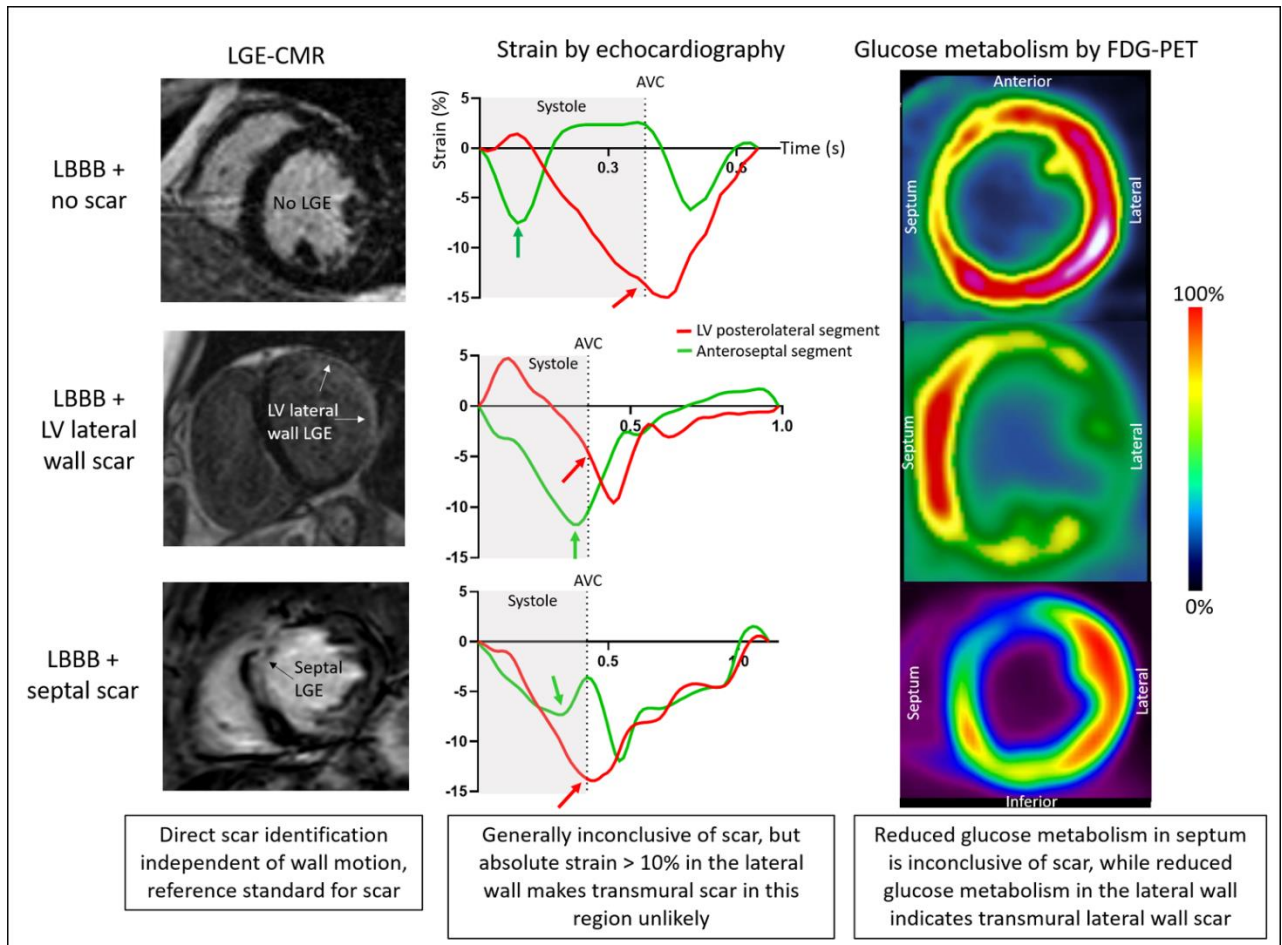 LGE-CMR
Strain by echocardiography
Glucose metabolism by FDG-PET
LBBB +
no scar
No LGE
AVC
Systole
Strain (%)
5
0
-5
-10
-15
0.3
0.6
Time (s)
Anterior
Septum
Lateral
LV posterolateral segment
Anteroseptal segment
100%
0%
LBBB +
LV lateral
wall scar
LV lateral
wall LGE
AVC
Systole
5
0
-5
-10
-15
0.5
1.0
Septum
Lateral
LBBB +
septal scar
Septal
LGE
AVC
Systole
5
0
-5
-10
-15
0.5
1.0
Septum
Lateral
Inferior
Direct scar identification
independent of wall motion,
reference standard for scar
Generally inconclusive of scar, but
absolute strain > 10% in the lateral
wall makes transmural scar in this
region unlikely
Reduced glucose metabolism in septum
is inconclusive of scar, while reduced
glucose metabolism in the lateral wall
indicates transmural lateral wall scar